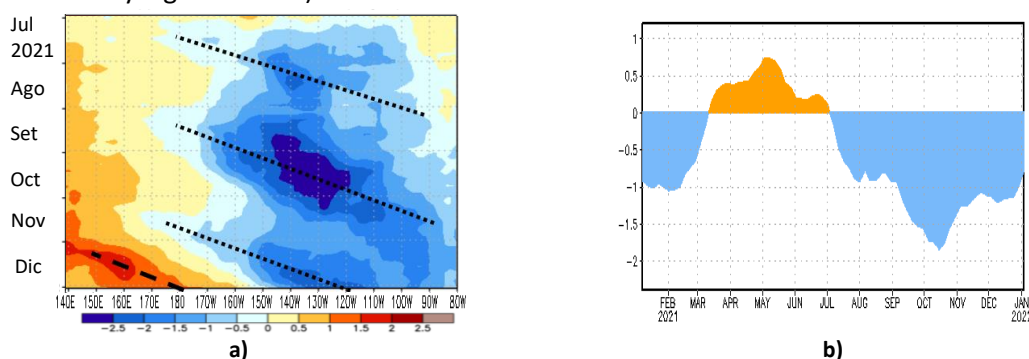 Jul
2021
Ago
Set
Oct
Nov
Dic
140E 150E 160E 170E 180 170W 160W 150W 140W 130W 120W 110W 100W 90W 80W
-2.5 -2 -1.5 -1 -0.5 0 0.5 1 1.5 2 2.5
a)
1
0.5
0
-0.5
-1
-1.5
-2
FEB MAR APR MAY JUN JUL AUG SEP OCT NOV DEC JAN
2021 2022
b)